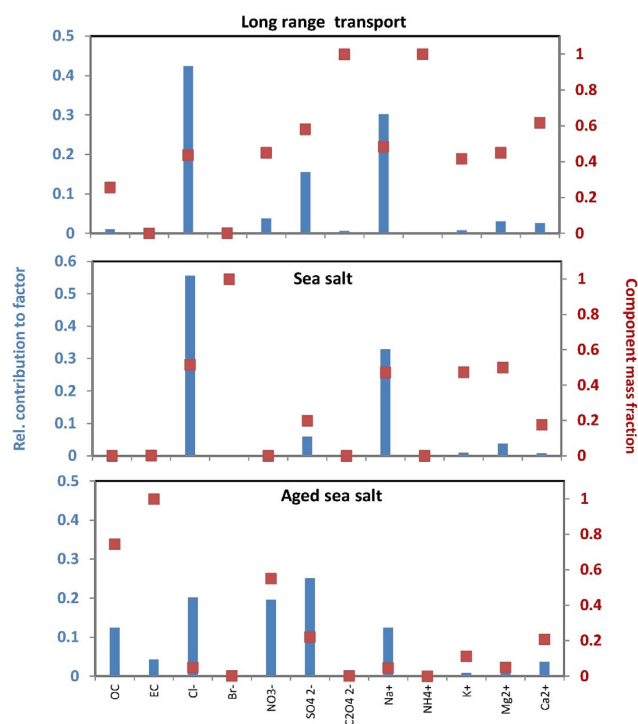 Long range transport
0.5
0.4
0.3
0.2
0.1
0
1
0.8
0.6
0.4
0.2
0
Sea salt
0.6
0.5
0.4
0.3
0.2
0.1
0
1
0.8
0.6
0.4
0.2
0
Rel. contribution to factor
Component mass fraction
Aged sea salt
0.5
0.4
0.3
0.2
0.1
0
1
0.8
0.6
0.4
0.2
0
OC
EC
Cl-
Br-
NO3-
SO4 2-
C2O4 2-
Na+
NH4+
K+
Mg2+
Ca2+